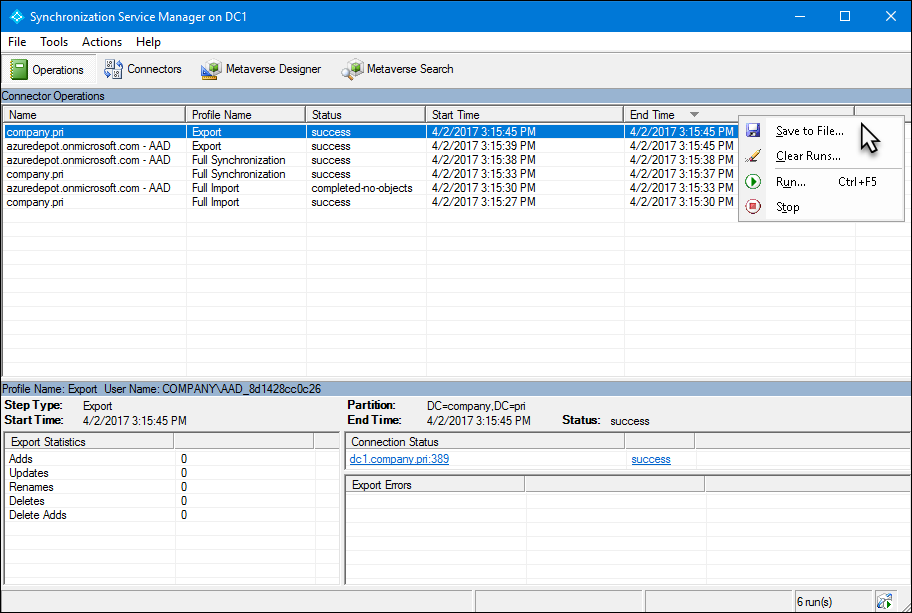 Synchronization Service Manager on DC1
File Tools Actions Help
Operations Connectors Metaverse Designer Metaverse Search
Connector Operations
Name Profile Name Status Start Time End Time
company.pri Export success 4/2/2017 3:15:45 PM 4/2/2017 3:15:45 PM
azuredepot.onmicrosoft.com - AAD Export success 4/2/2017 3:15:39 PM 4/2/2017 3:15:45 PM
azuredepot.onmicrosoft.com - AAD Full Synchronization success 4/2/2017 3:15:38 PM 4/2/2017 3:15:38 PM
company.pri Full Synchronization success 4/2/2017 3:15:33 PM 4/2/2017 3:15:37 PM
azuredepot.onmicrosoft.com - AAD Full Import completed-no-objects 4/2/2017 3:15:30 PM 4/2/2017 3:15:33 PM
company.pri Full Import success 4/2/2017 3:15:27 PM 4/2/2017 3:15:30 PM
Save to File...
Clear Runs...
Run... Ctrl+F5
Stop
Profile Name: Export User Name: COMPANY\AAD_8d1428cc0c26
Step Type: Export Partition: DC=company,DC=pri
Start Time: 4/2/2017 3:15:45 PM End Time: 4/2/2017 3:15:45 PM Status: success
Export Statistics
Adds 0
Updates 0
Renames 0
Deletes 0
Delete Adds 0
Connection Status
dc1.company.pri:389 success
Export Errors
6 run(s)